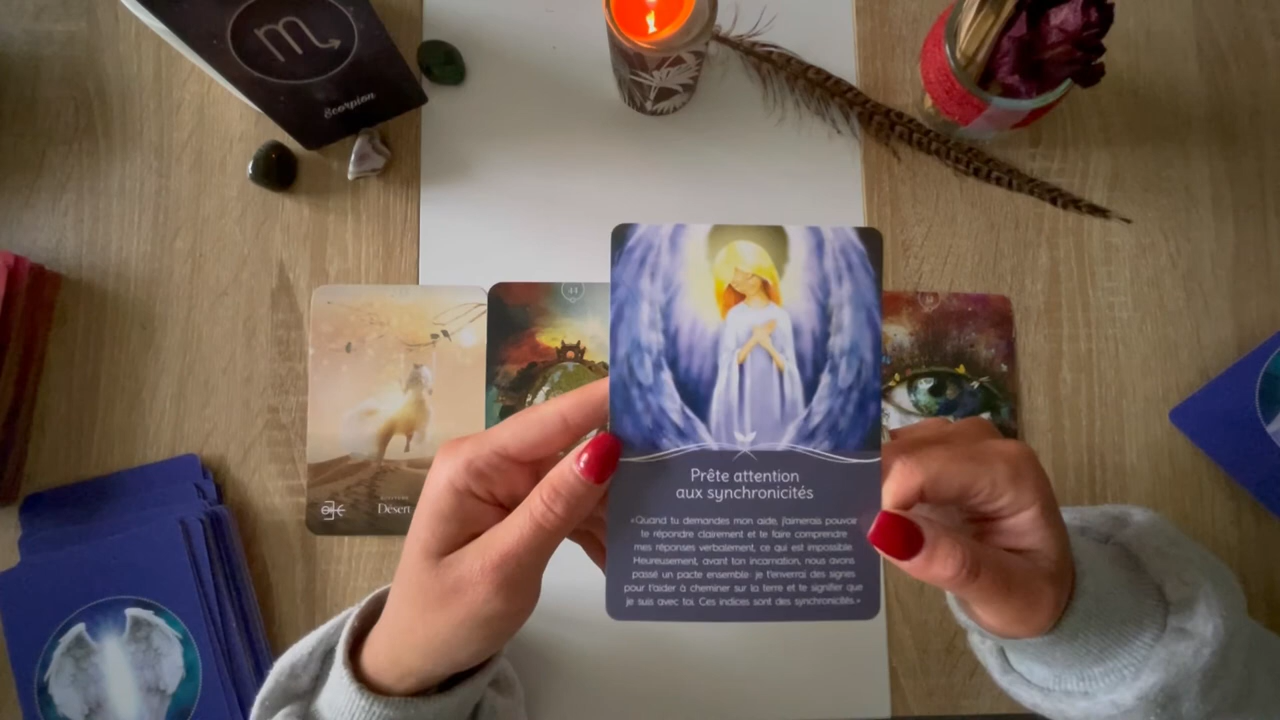 Scorpion
44
Désert
Prête attention
aux synchronicités
«Quand tu demandes mon aide, j'aimerais pouvoir
te répondre clairement et te faire comprendre
mes réponses verbalement, ce qui est impossible.
Heureusement, avant ton incarnation, nous avons
passé un pacte ensemble: je t'enverrai des signes
pour t'aider à cheminer sur la terre et te signifier que
je suis avec toi. Ces indices sont des synchronicités.»